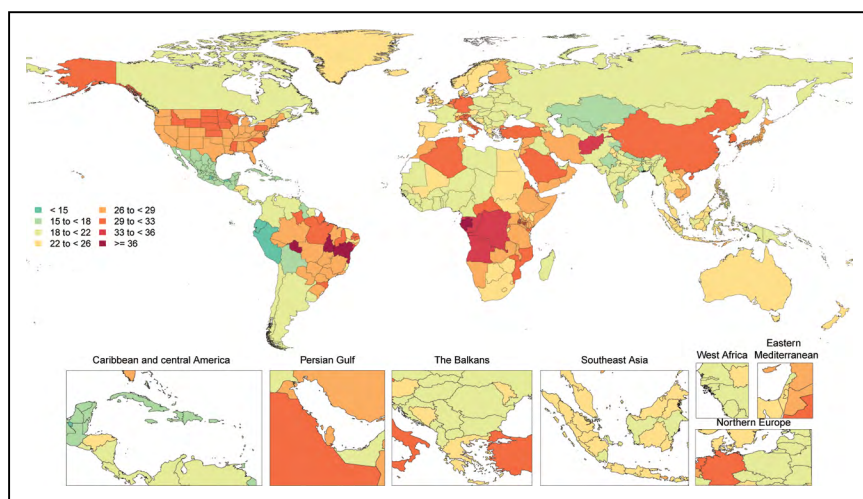 < 15
15 to < 18
18 to < 22
22 to < 26
26 to < 29
29 to < 33
33 to < 36
>= 36
Caribbean and central America
Persian Gulf
The Balkans
Southeast Asia
West Africa
Eastern
Mediterranean
Northern Europe